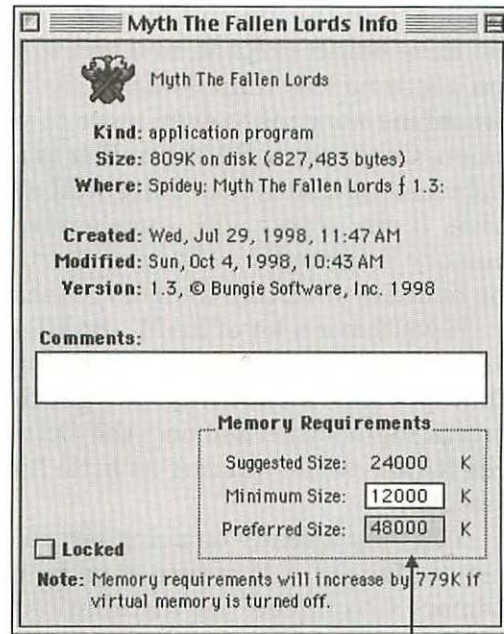 Myth The Fallen Lords Info
Myth The Fallen Lords
Kind: application program
Size: 809K on disk (827,483 bytes)
Where: Spidey: Myth The Fallen Lords ƒ 1.3:
Created: Wed, Jul 29, 1998, 11:47 AM
Modified: Sun, Oct 4, 1998, 10:43 AM
Version: 1.3, © Bungie Software, Inc. 1998
Comments:
Memory Requirements
Suggested Size: 24000 K
Minimum Size: 12000 K
Preferred Size: 48000 K
Locked
Note: Memory requirements will increase by 779K if
virtual memory is turned off.